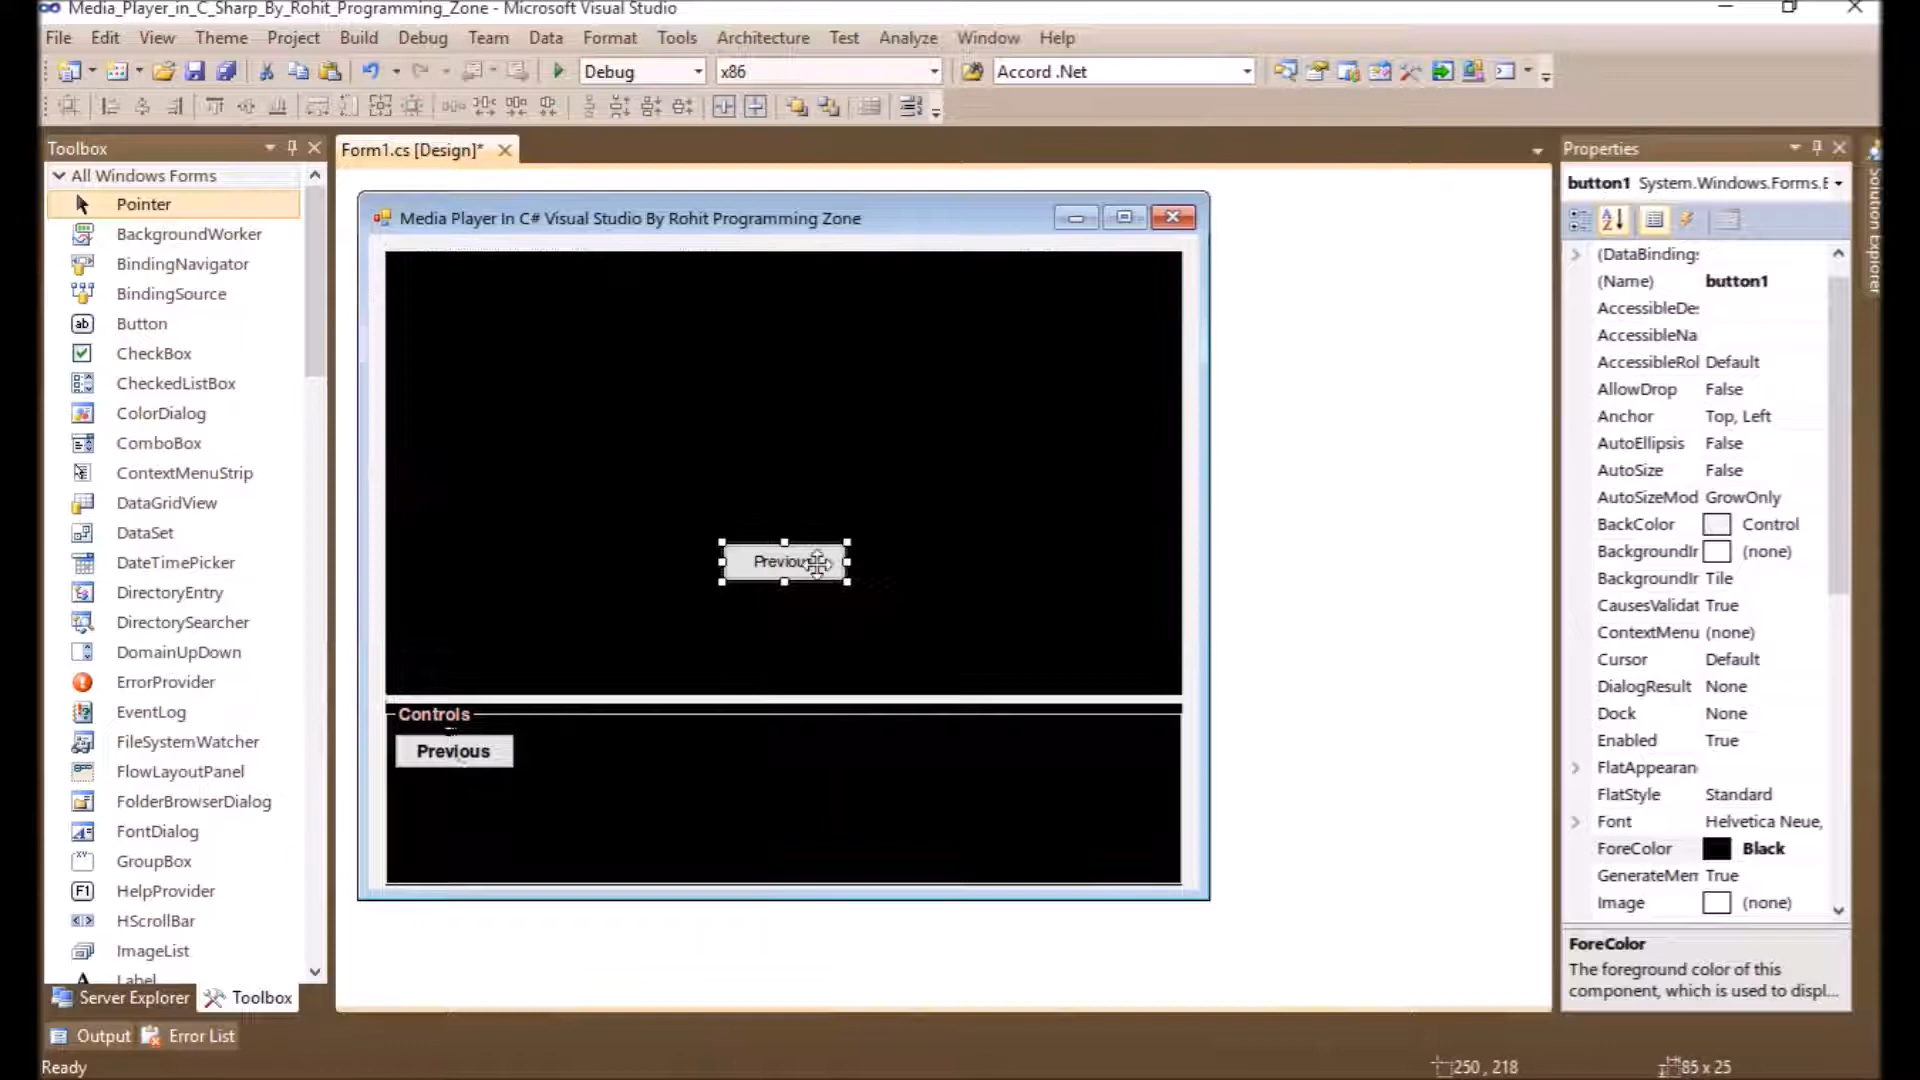 Media_Player_in_C_Sharp_By_Rohit_Programming_Zone - Microsoft Visual Studio
File Edit View Theme Project Build Debug Team Data Format Tools Architecture Test Analyze Window Help
Debug x86 Accord .Net
Toolbox
All Windows Forms
Pointer
BackgroundWorker
BindingNavigator
BindingSource
Button
CheckBox
CheckedListBox
ColorDialog
ComboBox
ContextMenuStrip
DataGridView
DataSet
DateTimePicker
DirectoryEntry
DirectorySearcher
DomainUpDown
ErrorProvider
EventLog
FileSystemWatcher
FlowLayoutPanel
FolderBrowserDialog
FontDialog
GroupBox
HelpProvider
HScrollBar
ImageList
Label
Server Explorer Toolbox
Form1.cs [Design]*
Media Player In C# Visual Studio By Rohit Programming Zone
Controls
Previous
Properties
button1 System.Windows.Forms.
(DataBindings
(Name) button1
AccessibleDe
AccessibleNa
AccessibleRol Default
AllowDrop False
Anchor Top, Left
AutoEllipsis False
AutoSize False
AutoSizeMod GrowOnly
BackColor Control
BackgroundIr (none)
BackgroundIr Tile
CausesValidat True
ContextMenu (none)
Cursor Default
DialogResult None
Dock None
Enabled True
FlatAppearan
FlatStyle Standard
Font Helvetica Neue,
ForeColor Black
GenerateMem True
Image (none)
ForeColor
The foreground color of this
component, which is used to displ...
Solution Explorer
Output Error List
Ready 250 , 218 85 x 25